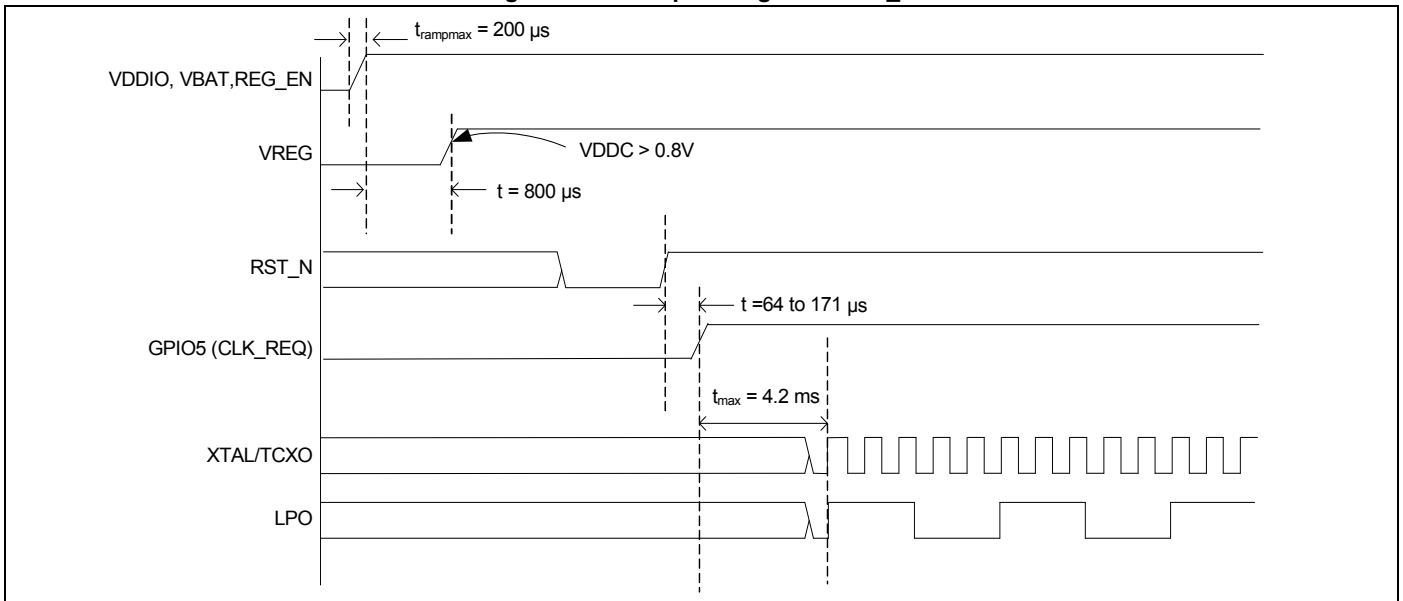 t_rampmax = 200 µs
VDDIO, VBAT,REG_EN
VREG
VDDC > 0.8V
t = 800 µs
RST_N
t =64 to 171 µs
GPIO5 (CLK_REQ)
t_max = 4.2 ms
XTAL/TCXO
LPO